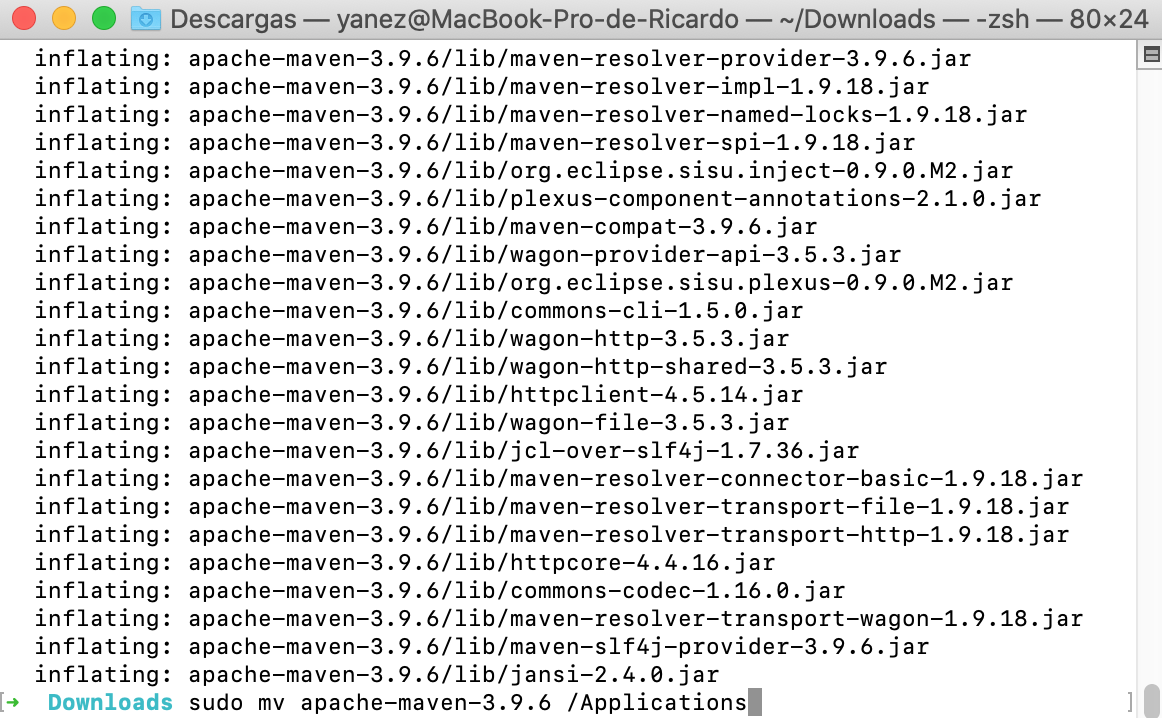 Descargas — yanez@MacBook-Pro-de-Ricardo — ~/Downloads — -zsh — 80×24
inflating: apache-maven-3.9.6/lib/maven-resolver-provider-3.9.6.jar
inflating: apache-maven-3.9.6/lib/maven-resolver-impl-1.9.18.jar
inflating: apache-maven-3.9.6/lib/maven-resolver-named-locks-1.9.18.jar
inflating: apache-maven-3.9.6/lib/maven-resolver-spi-1.9.18.jar
inflating: apache-maven-3.9.6/lib/org.eclipse.sisu.inject-0.9.0.M2.jar
inflating: apache-maven-3.9.6/lib/plexus-component-annotations-2.1.0.jar
inflating: apache-maven-3.9.6/lib/maven-compat-3.9.6.jar
inflating: apache-maven-3.9.6/lib/wagon-provider-api-3.5.3.jar
inflating: apache-maven-3.9.6/lib/org.eclipse.sisu.plexus-0.9.0.M2.jar
inflating: apache-maven-3.9.6/lib/commons-cli-1.5.0.jar
inflating: apache-maven-3.9.6/lib/wagon-http-3.5.3.jar
inflating: apache-maven-3.9.6/lib/wagon-http-shared-3.5.3.jar
inflating: apache-maven-3.9.6/lib/httpclient-4.5.14.jar
inflating: apache-maven-3.9.6/lib/wagon-file-3.5.3.jar
inflating: apache-maven-3.9.6/lib/jcl-over-slf4j-1.7.36.jar
inflating: apache-maven-3.9.6/lib/maven-resolver-connector-basic-1.9.18.jar
inflating: apache-maven-3.9.6/lib/maven-resolver-transport-file-1.9.18.jar
inflating: apache-maven-3.9.6/lib/maven-resolver-transport-http-1.9.18.jar
inflating: apache-maven-3.9.6/lib/httpcore-4.4.16.jar
inflating: apache-maven-3.9.6/lib/commons-codec-1.16.0.jar
inflating: apache-maven-3.9.6/lib/maven-resolver-transport-wagon-1.9.18.jar
inflating: apache-maven-3.9.6/lib/maven-slf4j-provider-3.9.6.jar
inflating: apache-maven-3.9.6/lib/jansi-2.4.0.jar
[➜ Downloads sudo mv apache-maven-3.9.6 /Applications ]